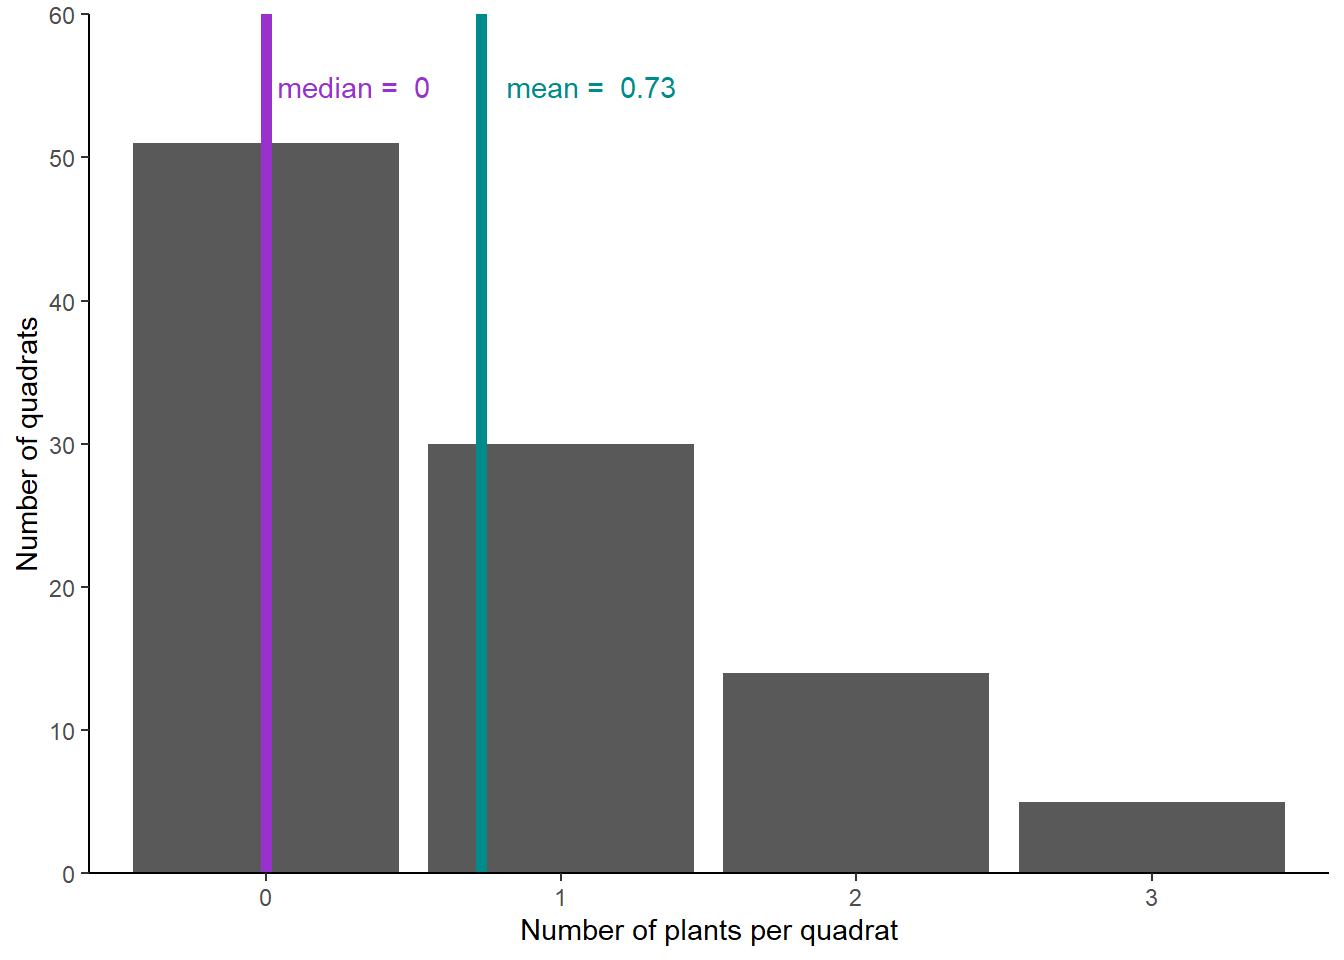 60
median =  0
mean =  0.73
50
40
30
20
10
0
Number of quadrats
0
1
2
3
Number of plants per quadrat